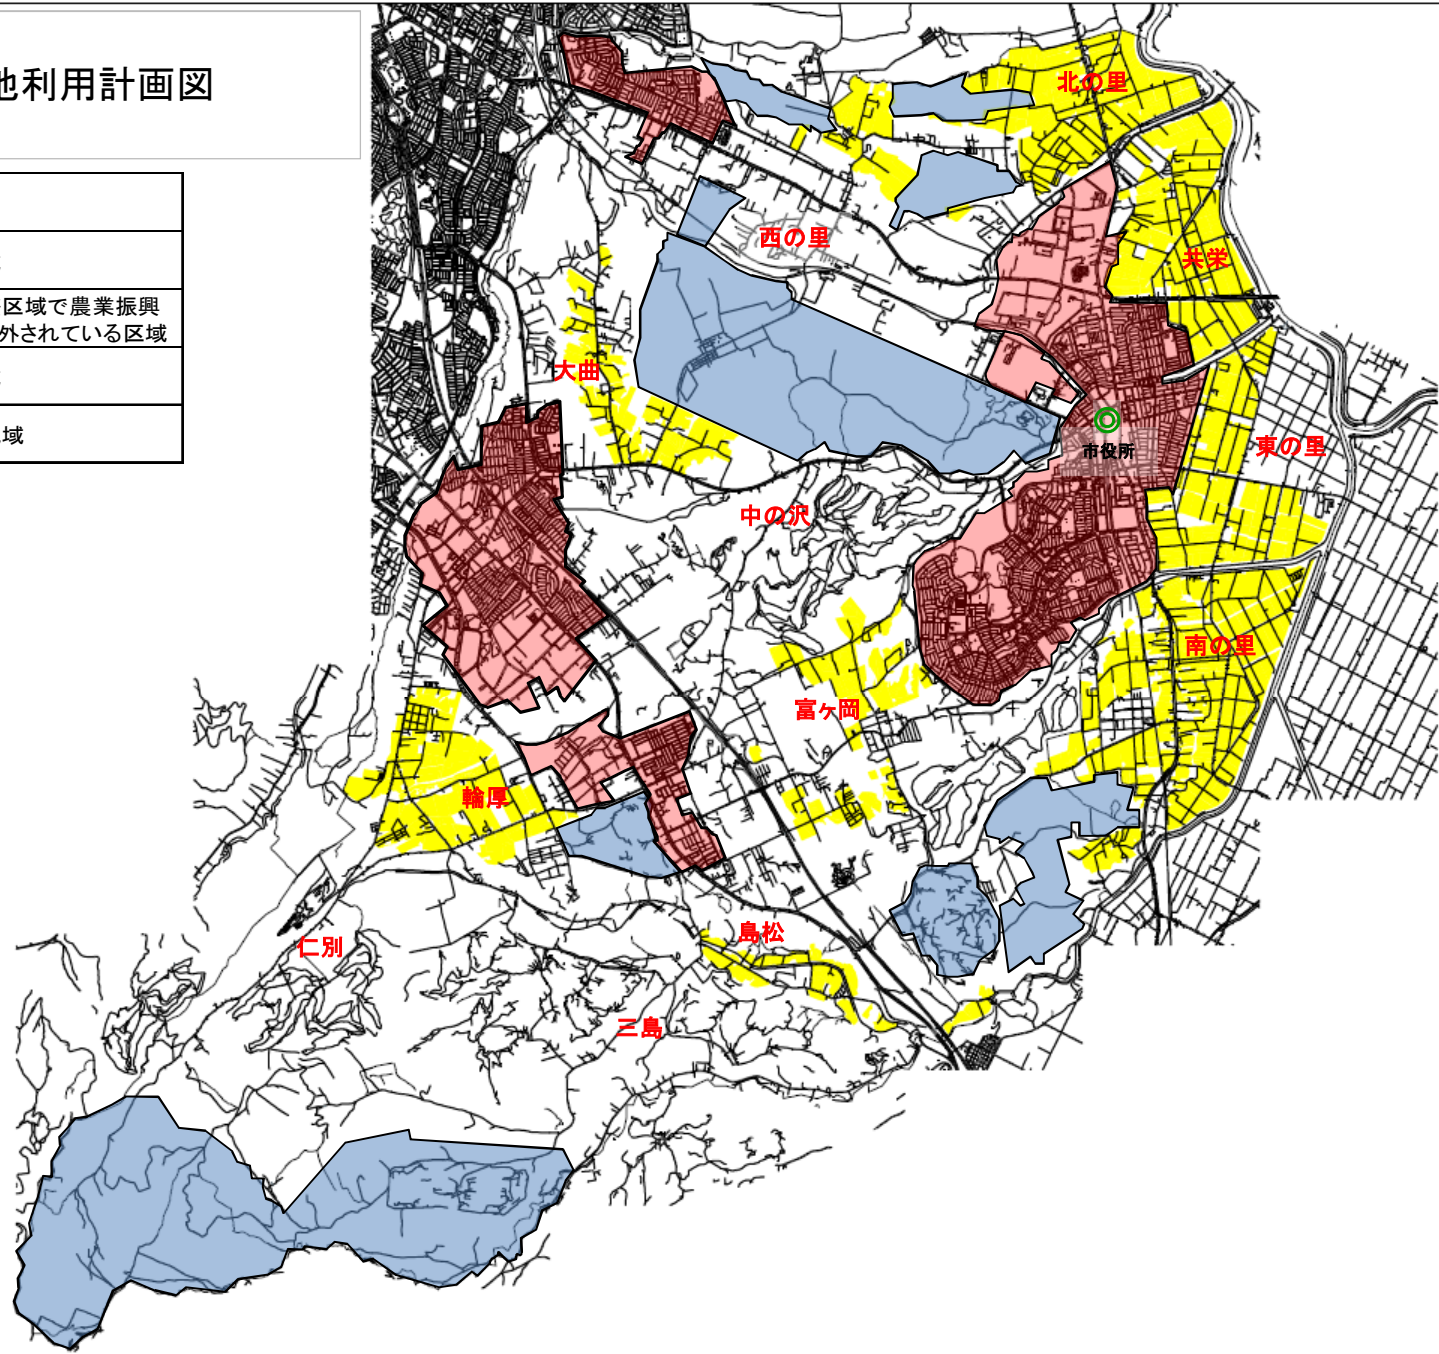 地利用計画図
区域で農業振興
外されている区域
域
北の里
西の里
共栄
大曲
市役所
東の里
中の沢
南の里
富ヶ岡
輪厚
島松
仁別
三島